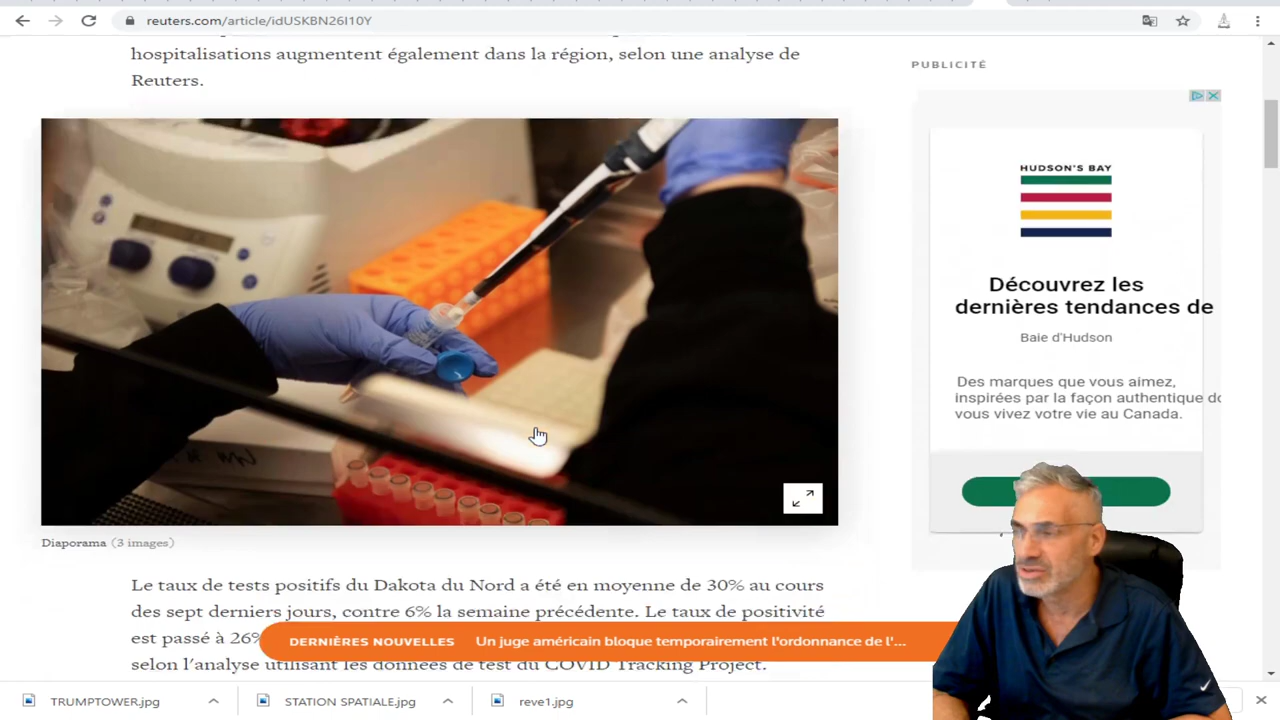 reuters.com/article/idUSKBN26I10Y
hospitalisations augmentent également dans la région, selon une analyse de
Reuters.
PUBLICITÉ
HUDSON'S BAY
Découvrez les
dernières tendances de
Baie d'Hudson
Des marques que vous aimez,
inspirées par la façon authentique
vous vivez votre vie au Canada.
Diaporama (3 images)
Le taux de tests positifs du Dakota du Nord a été en moyenne de 30% au cours
des sept derniers jours, contre 6% la semaine précédente. Le taux de positivité
est passé à 26%
DERNIÈRES NOUVELLES Un juge américain bloque temporairement l'ordonnance de l'...
selon l'analyse utilisant les données de test du COVID Tracking Project.
TRUMPTOWER.jpg
STATION SPATIALE.jpg
reve1.jpg